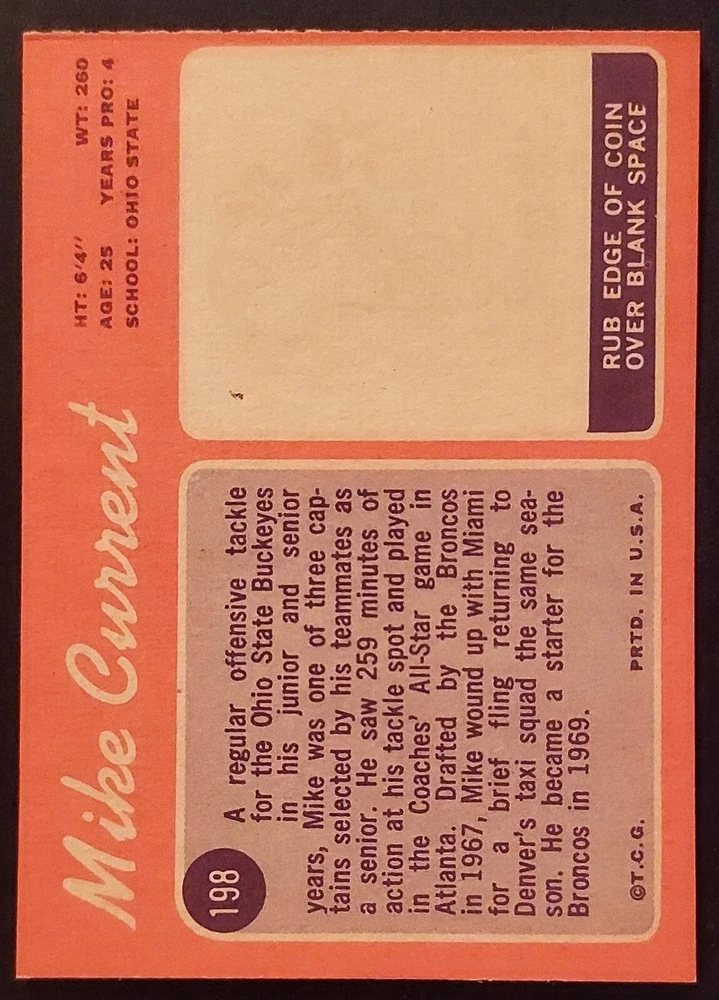 Mike Current
HT: 6'4" WT: 260
AGE: 25 YEARS PRO: 4
SCHOOL: OHIO STATE
198
A regular offensive tackle
for the Ohio State Buckeyes
in his junior and senior
years, Mike was one of three cap-
tains selected by his teammates as
a senior. He saw 259 minutes of
action at his tackle spot and played
in the Coaches' All-Star game in
Atlanta. Drafted by the Broncos
in 1967, Mike wound up with Miami
for a brief fling returning to
Denver's taxi squad the same sea-
son. He became a starter for the
Broncos in 1969.
©T.C.G. PRTD. IN U.S.A.
RUB EDGE OF COIN
OVER BLANK SPACE